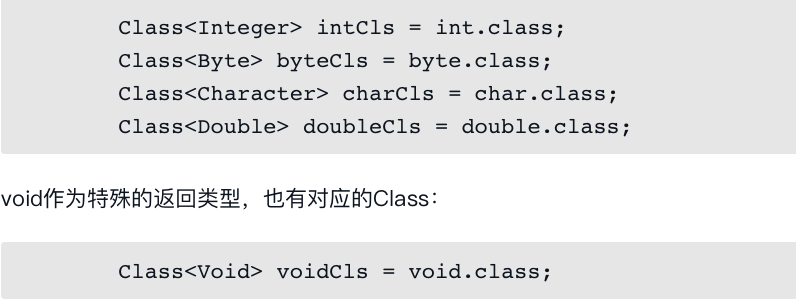 Class<Integer> intCls = int.class;
Class<Byte> byteCls = byte.class;
Class<Character> charCls = char.class;
Class<Double> doubleCls = double.class;
void作为特殊的返回类型，也有对应的Class：
Class<Void> voidCls = void.class;